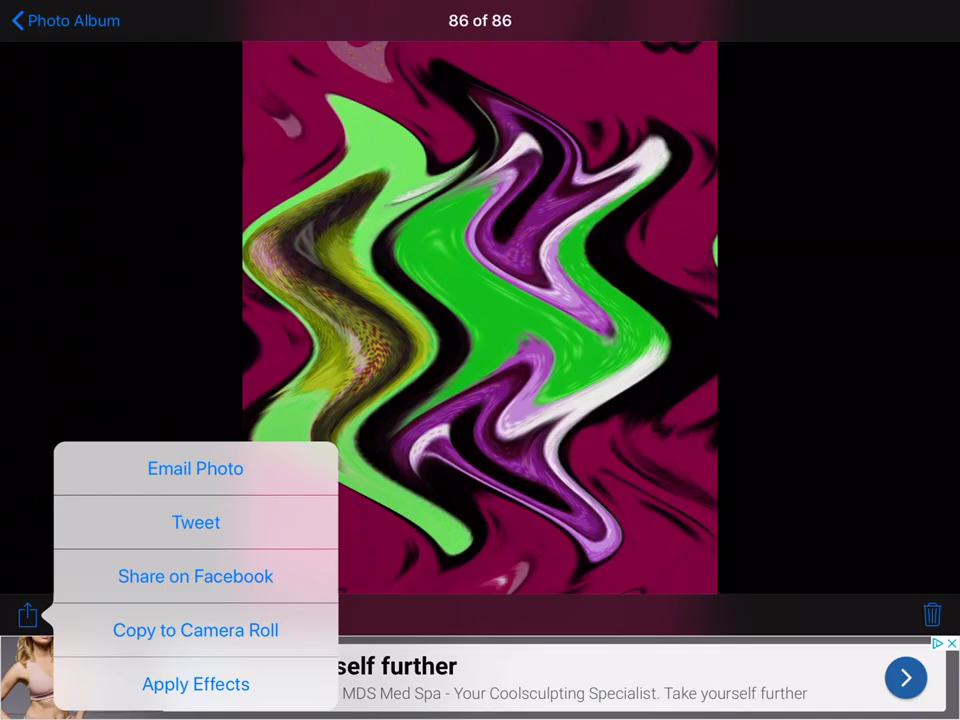 Photo Album
86 of 86
Email Photo
Tweet
Share on Facebook
Copy to Camera Roll
Apply Effects
self further
MDS Med Spa - Your Coolsculpting Specialist. Take yourself further